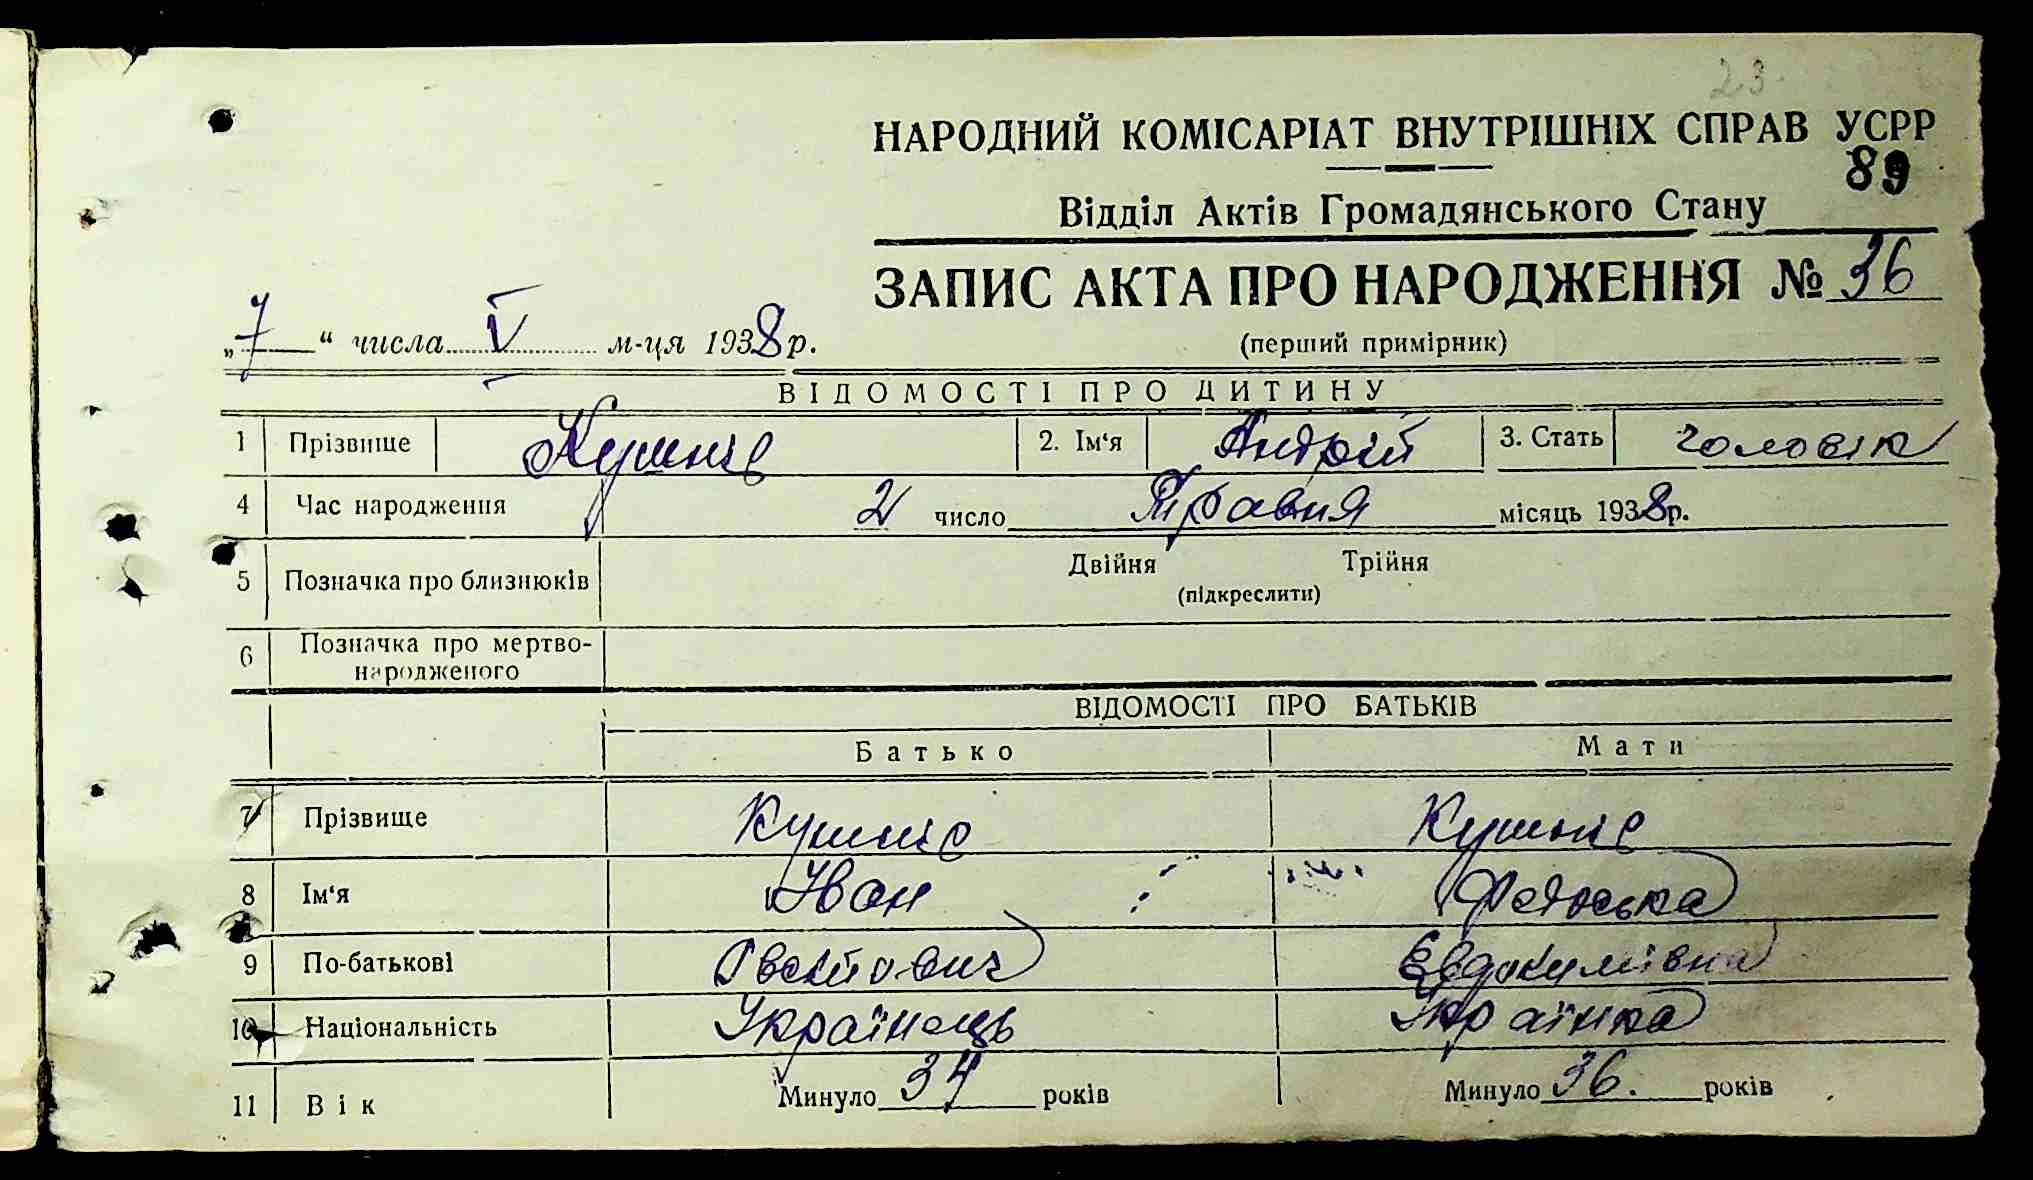 23
НАРОДНИЙ КОМІСАРІАТ ВНУТРІШНІХ СПРАВ УСРР
89
Відділ Актів Громадянського Стану
ЗАПИС АКТА ПРО НАРОДЖЕННЯ № 36
„7“ числа V м-ця 1938 р.
(перший примірник)
ВІДОМОСТІ ПРО ДИТИНУ
1 Прізвище Кушнір 2. Ім‘я Андрій 3. Стать чоловік
4 Час народження 2 число Травня місяць 1938 р.
5 Позначка про близнюків Двійня Трійня
(підкреслити)
6 Позначка про мертво-
народженого
ВІДОМОСТІ ПРО БАТЬКІВ
Батько Мати
7 Прізвище Кушнір Кушнір
8 Ім‘я Іван Федоська
9 По-батькові Євдокимівна
10 Національність Українець Українка
11 Вік Минуло 34 років Минуло 36. років